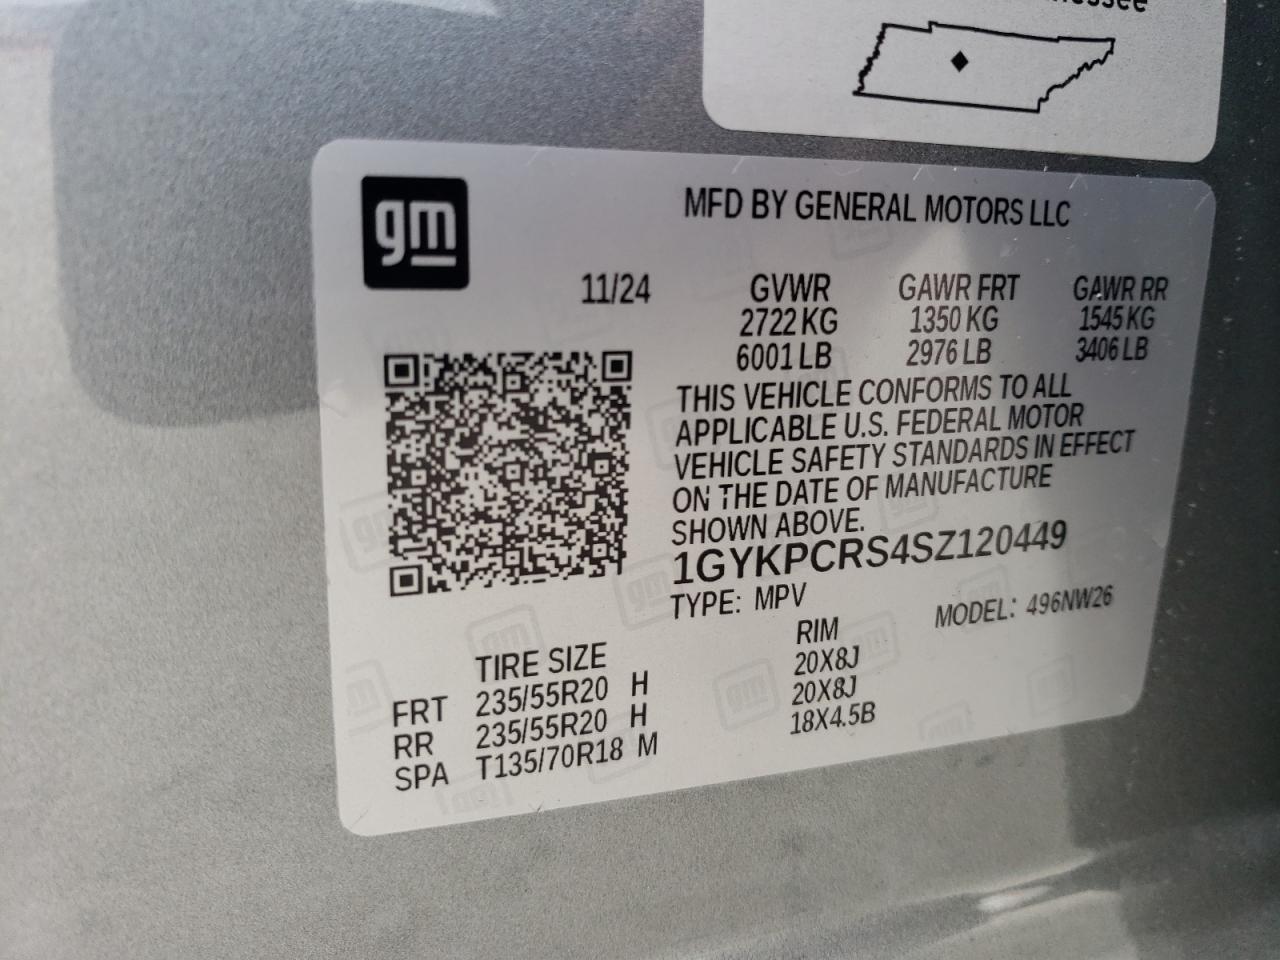 gm
MFD BY GENERAL MOTORS LLC
11/24
GVWR GAWR FRT GAWR RR
2722 KG 1350 KG 1545 KG
6001 LB 2976 LB 3406 LB
THIS VEHICLE CONFORMS TO ALL
APPLICABLE U.S. FEDERAL MOTOR
VEHICLE SAFETY STANDARDS IN EFFECT
ON THE DATE OF MANUFACTURE
SHOWN ABOVE.
1GYKPCRS4SZ120449
TYPE: MPV MODEL: 496NW26
TIRE SIZE RIM
FRT 235/55R20 H 20X8J
RR 235/55R20 H 20X8J
SPA T135/70R18 M 18X4.5B